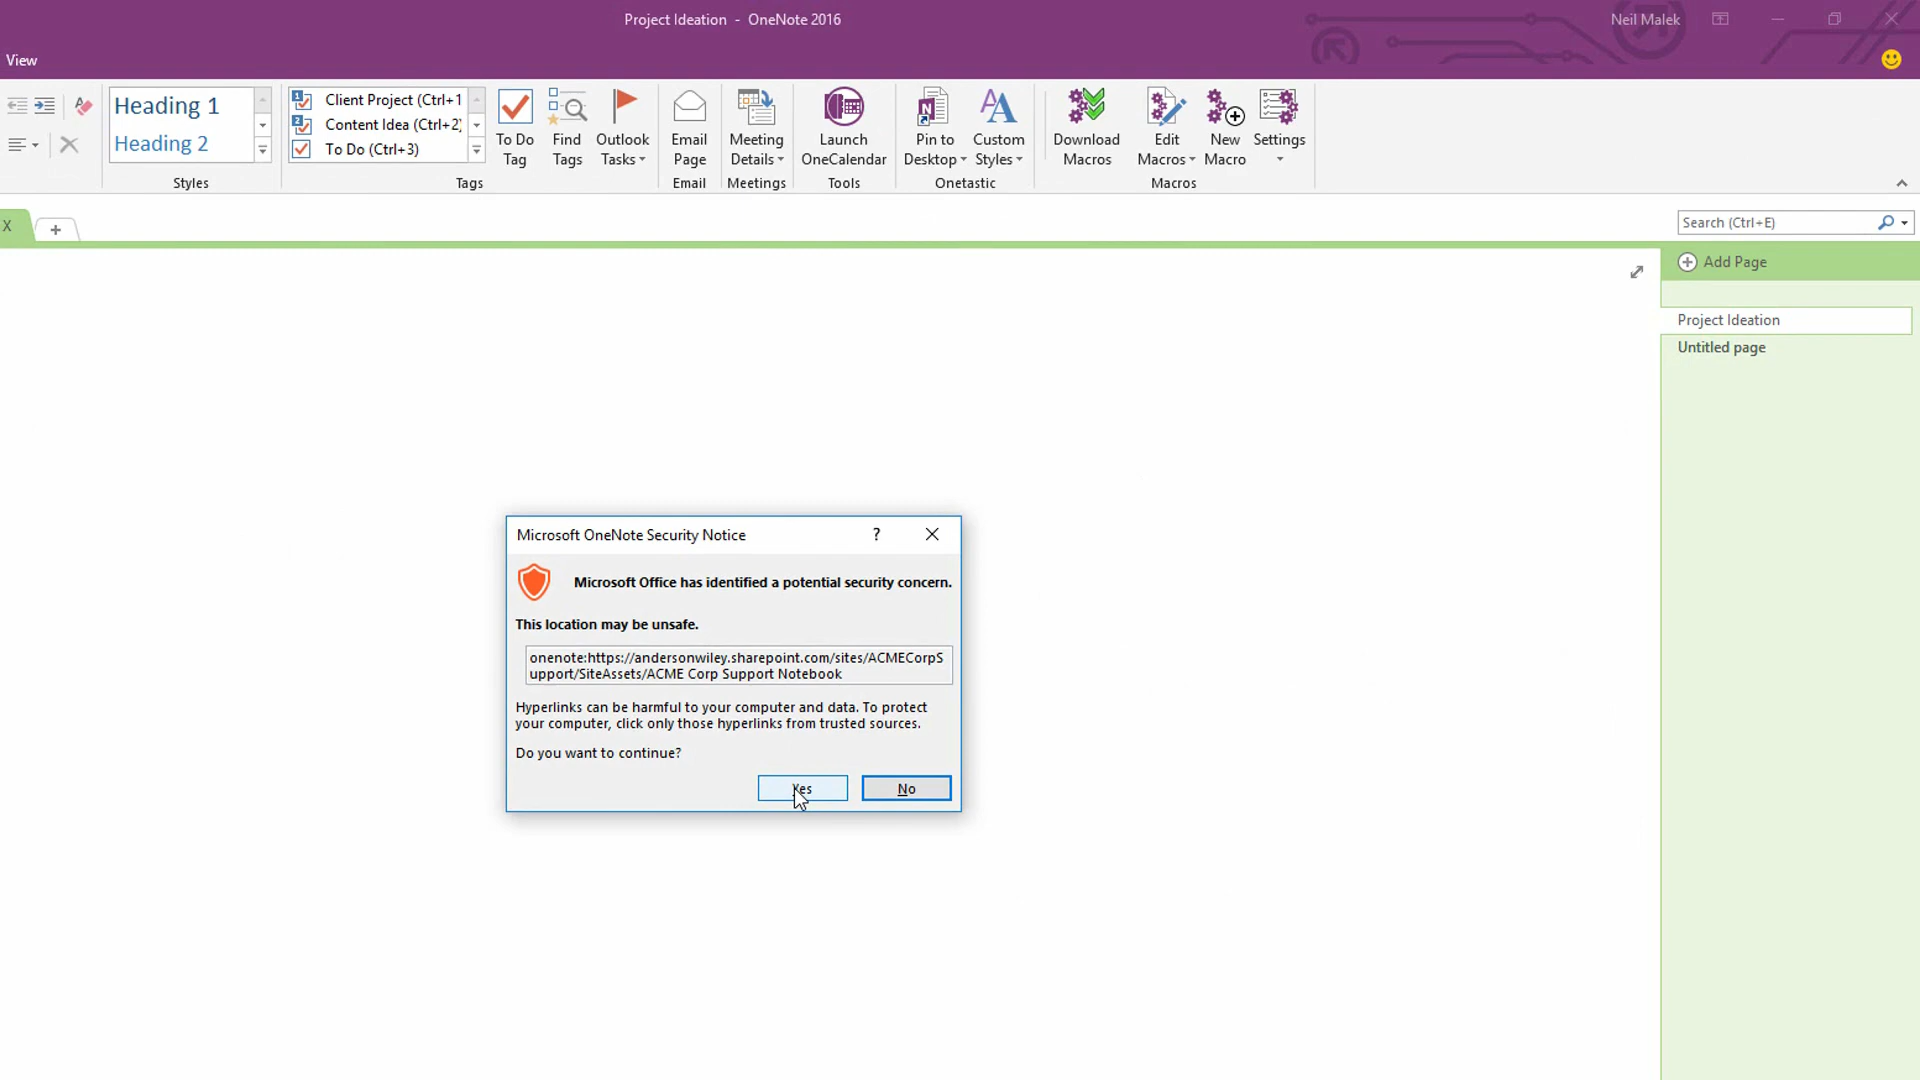 Project Ideation - OneNote 2016
Neil Malek
View
Heading 1
Heading 2
Styles
Client Project (Ctrl+1
Content Idea (Ctrl+2)
To Do (Ctrl+3)
Tags
To Do
Tag
Find
Tags
Outlook
Tasks
Email
Page
Email
Meeting
Details
Meetings
Launch
OneCalendar
Tools
Pin to
Desktop
Custom
Styles
Onetastic
Download
Macros
Edit
Macros
New
Macro
Settings
Macros
X
Search (Ctrl+E)
Add Page
Project Ideation
Untitled page
Microsoft OneNote Security Notice
?
Microsoft Office has identified a potential security concern.
This location may be unsafe.
onenote:https://andersonwiley.sharepoint.com/sites/ACMECorpS
upport/SiteAssets/ACME Corp Support Notebook
Hyperlinks can be harmful to your computer and data. To protect
your computer, click only those hyperlinks from trusted sources.
Do you want to continue?
Yes
No